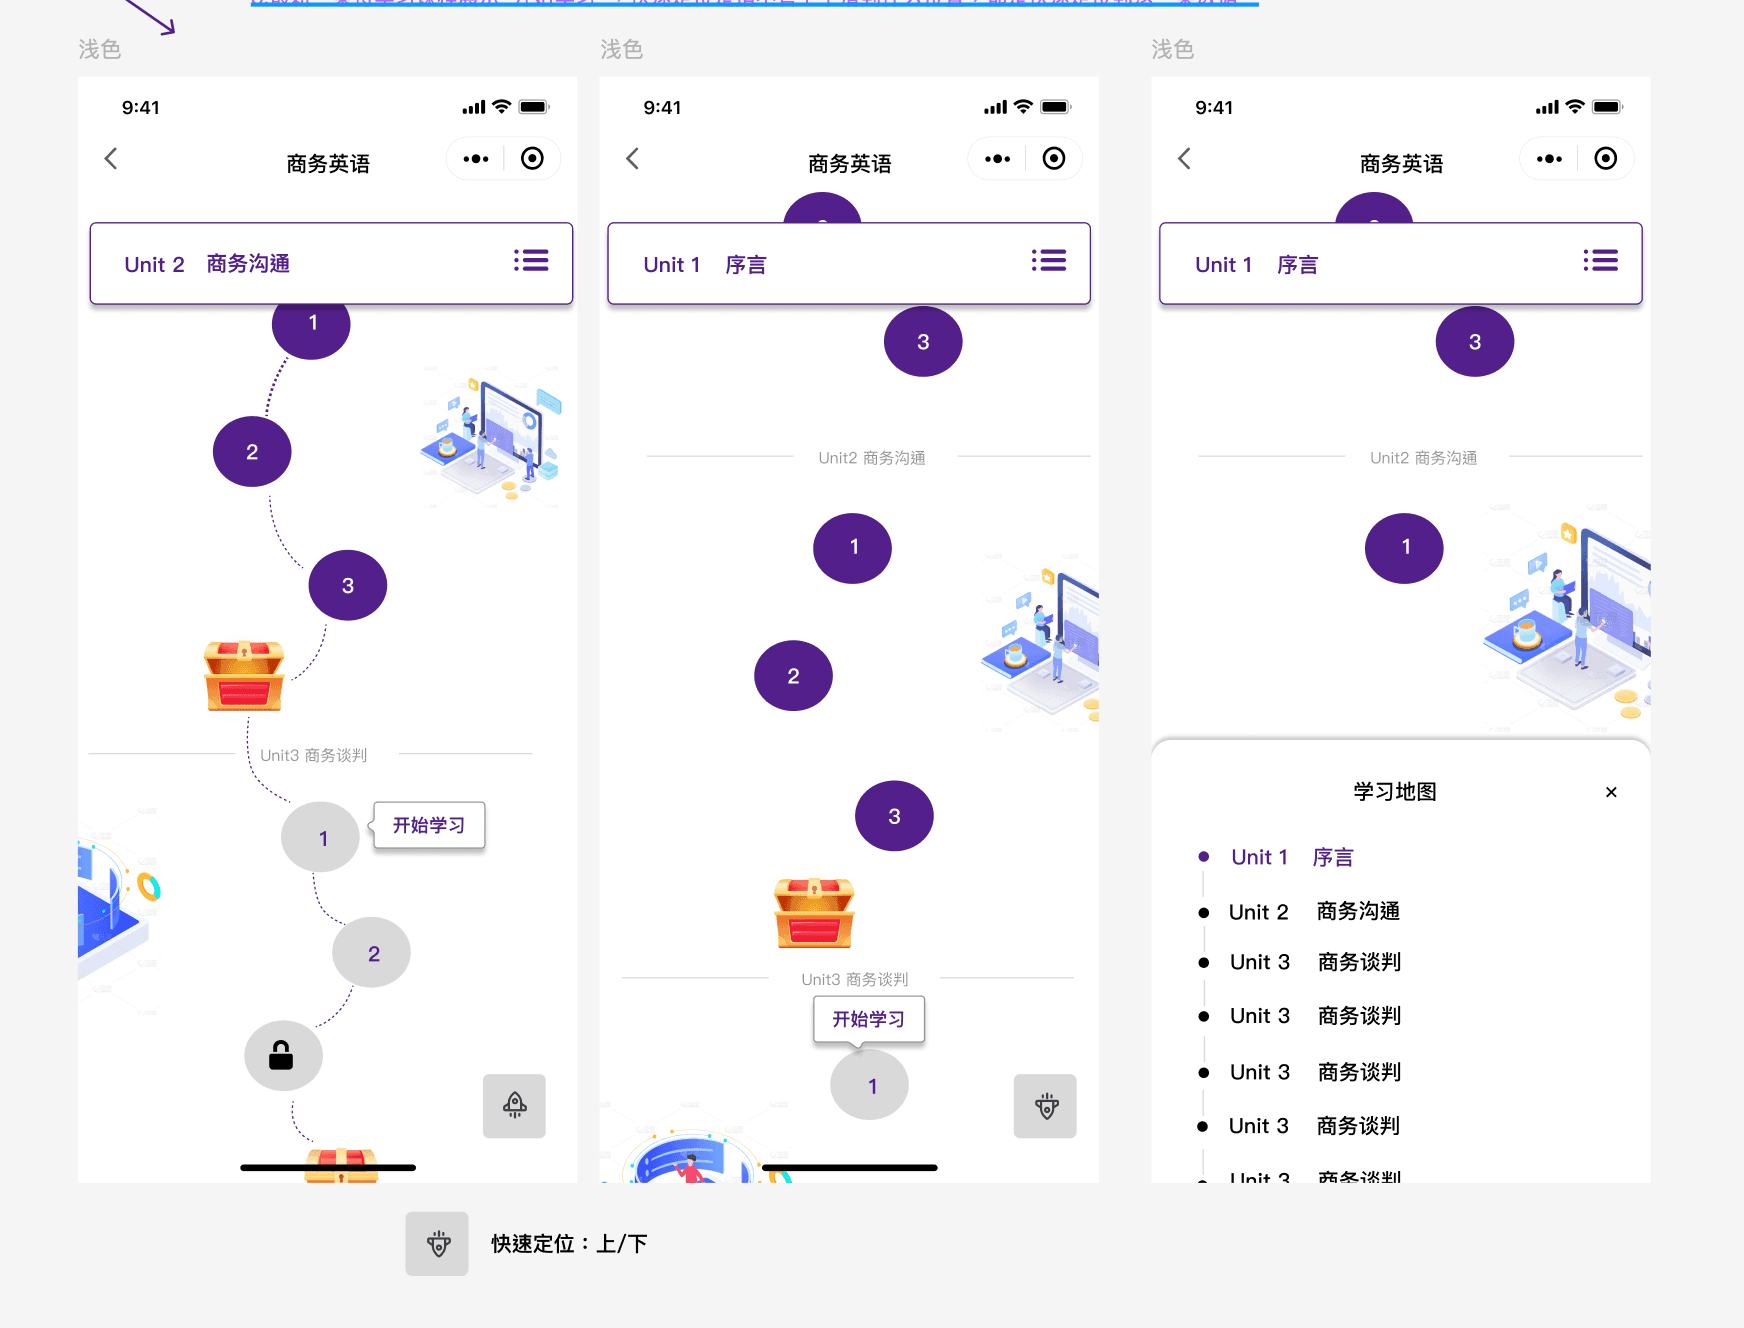 浅色
9:41
商务英语
Unit 2 商务沟通
1
2
3
Unit3 商务谈判
1
开始学习
2
浅色
9:41
商务英语
Unit 1 序言
3
Unit2 商务沟通
1
2
3
Unit3 商务谈判
开始学习
1
浅色
9:41
商务英语
Unit 1 序言
3
Unit2 商务沟通
1
学习地图
×
Unit 1 序言
Unit 2 商务沟通
Unit 3 商务谈判
Unit 3 商务谈判
Unit 3 商务谈判
Unit 3 商务谈判
Unit 3 商务谈判
快速定位：上/下